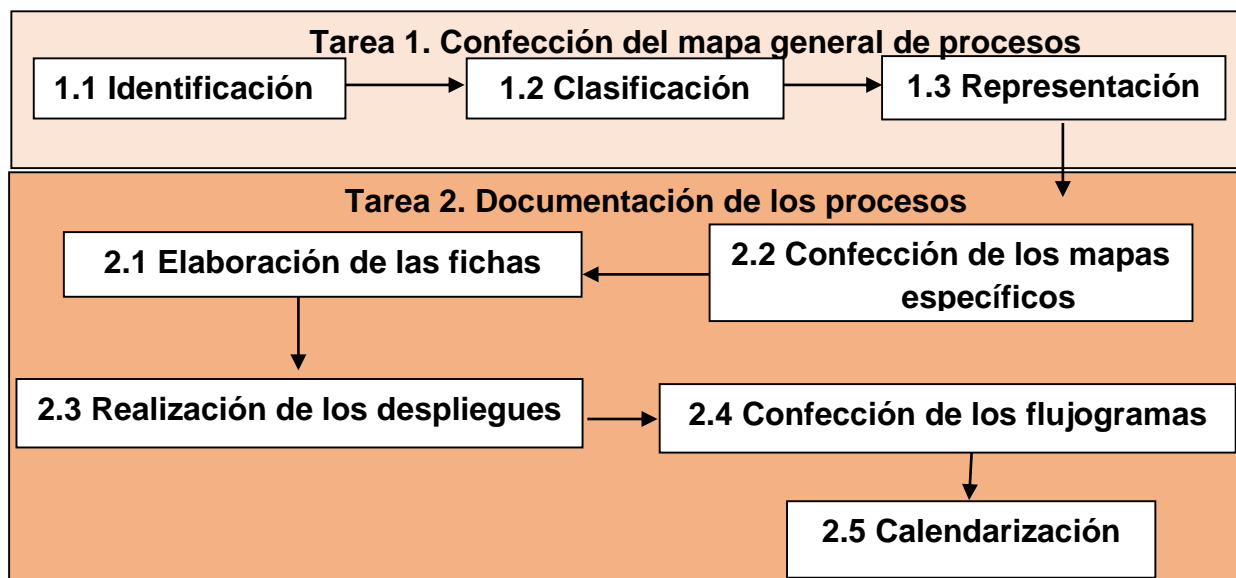 Tarea 1. Confección del mapa general de procesos
1.1 Identificación
1.2 Clasificación
1.3 Representación
Tarea 2. Documentación de los procesos
2.1 Elaboración de las fichas
2.2 Confección de los mapas
específicos
2.3 Realización de los despliegues
2.4 Confección de los flujogramas
2.5 Calendarización